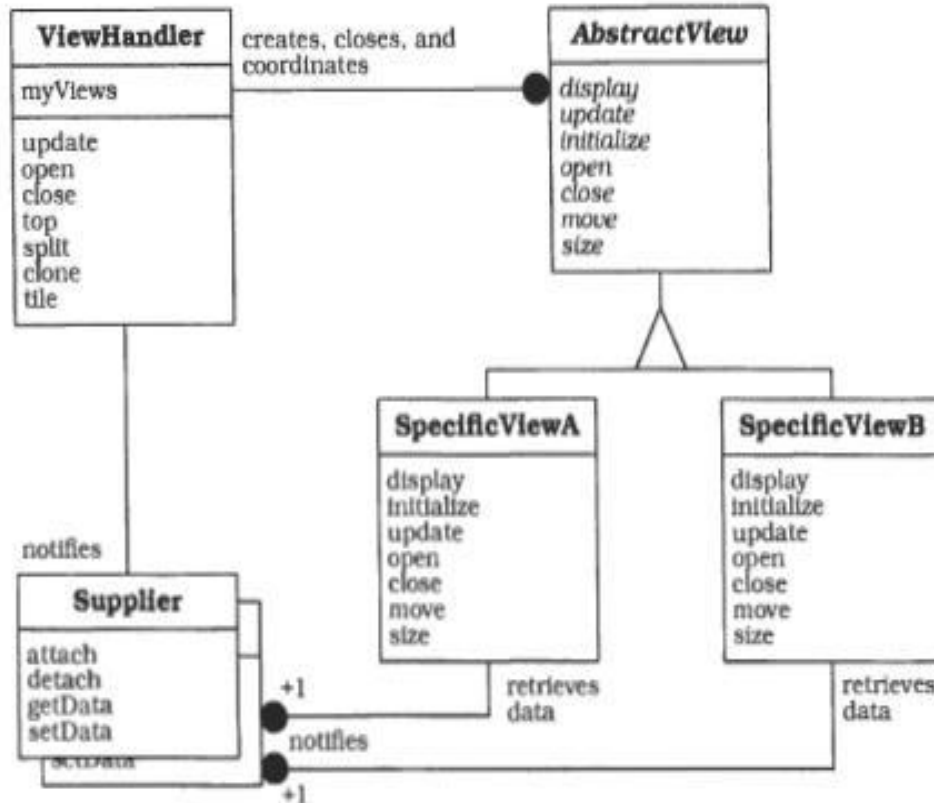 ViewHandler
myViews
update
open
close
top
split
clone
tile
creates, closes, and
coordinates
AbstractView
display
update
initialize
open
close
move
size
SpecificViewA
display
initialize
update
open
close
move
size
SpecificViewB
display
initialize
update
open
close
move
size
notifies
Supplier
attach
detach
getData
setData
setData
+1
notifies
+1
retrieves
data
retrieves
data